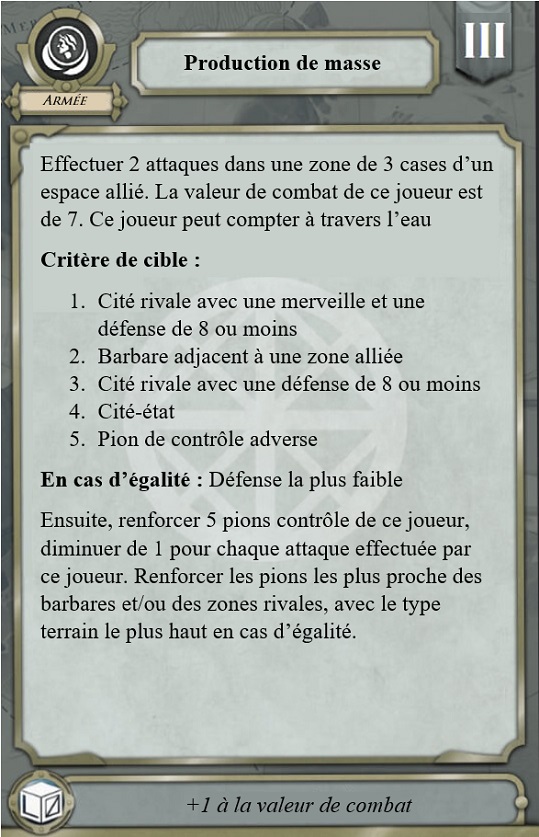 III
Production de masse
ARMÉE
Effectuer 2 attaques dans une zone de 3 cases d’un
espace allié. La valeur de combat de ce joueur est
de 7. Ce joueur peut compter à travers l’eau
Critère de cible :
1. Cité rivale avec une merveille et une
défense de 8 ou moins
2. Barbare adjacent à une zone alliée
3. Cité rivale avec une défense de 8 ou moins
4. Cité-état
5. Pion de contrôle adverse
En cas d’égalité : Défense la plus faible
Ensuite, renforcer 5 pions contrôle de ce joueur,
diminuer de 1 pour chaque attaque effectuée par
ce joueur. Renforcer les pions les plus proche des
barbares et/ou des zones rivales, avec le type
terrain le plus haut en cas d’égalité.
+1 à la valeur de combat